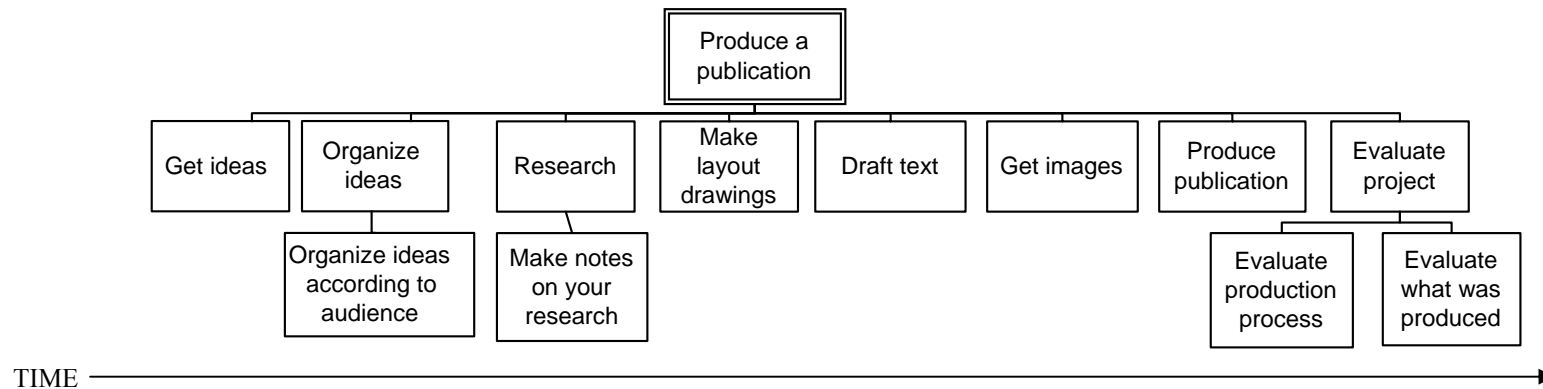 Produce a
publication
Get ideas
Organize
ideas
Research
Make
layout
drawings
Draft text
Get images
Produce
publication
Evaluate
project
Organize ideas
according to
audience
Make notes
on your
research
Evaluate
production
process
Evaluate
what was
produced
TIME